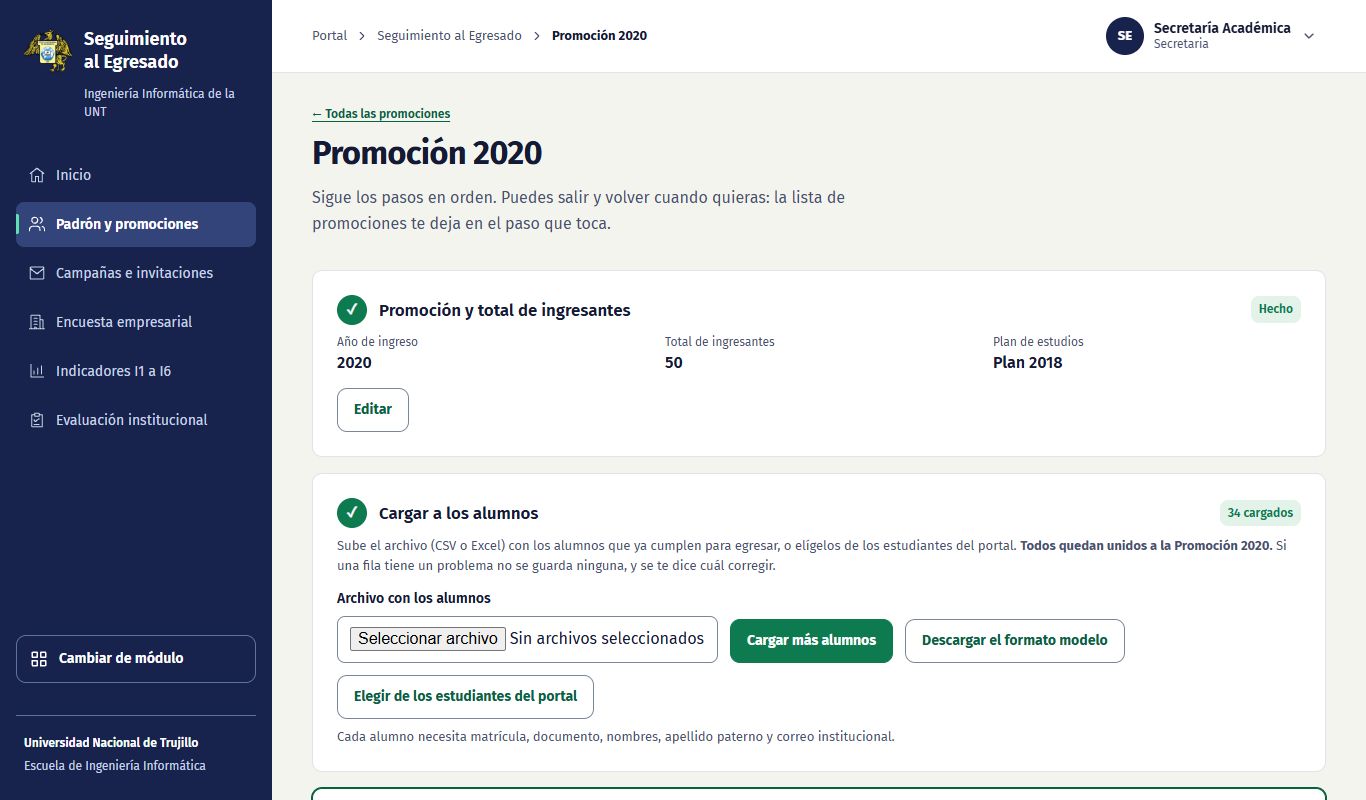 Seguimiento
al Egresado
Ingeniería Informática de la
UNT
Inicio
Padrón y promociones
Campañas e invitaciones
Encuesta empresarial
Indicadores I1 a I6
Evaluación institucional
Cambiar de módulo
Universidad Nacional de Trujillo
Escuela de Ingeniería Informática
Portal > Seguimiento al Egresado > Promoción 2020
SE
Secretaría Académica
Secretaria
← Todas las promociones
Promoción 2020
Sigue los pasos en orden. Puedes salir y volver cuando quieras: la lista de
promociones te deja en el paso que toca.
✓ Promoción y total de ingresantes
Hecho
Año de ingreso
2020
Total de ingresantes
50
Plan de estudios
Plan 2018
Editar
✓ Cargar a los alumnos
34 cargados
Sube el archivo (CSV o Excel) con los alumnos que ya cumplen para egresar, o elígelos de los estudiantes del portal. Todos quedan unidos a la Promoción 2020. Si
una fila tiene un problema no se guarda ninguna, y se te dice cuál corregir.
Archivo con los alumnos
Seleccionar archivo Sin archivos seleccionados
Cargar más alumnos
Descargar el formato modelo
Elegir de los estudiantes del portal
Cada alumno necesita matrícula, documento, nombres, apellido paterno y correo institucional.